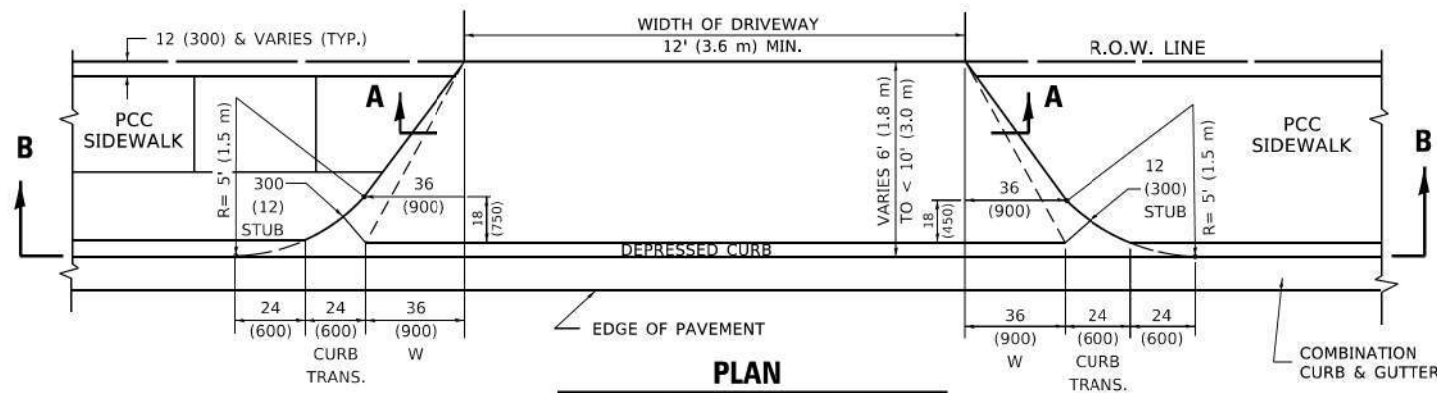 WIDTH OF DRIVEWAY
12' (3.6 m) MIN.
12 (300) & VARIES (TYP.)
R.O.W. LINE
A
A
PCC
SIDEWALK
PCC
SIDEWALK
B
B
R= 5' (1.5 m)
300
(12)
STUB
36
(900)
18
(750)
VARIES 6' (1.8 m)
TO < 10' (3.0 m)
36
(900)
18
(450)
12
(300)
STUB
R= 5' (1.5 m)
DEPRESSED CURB
24
(600)
24
(600)
CURB
TRANS.
36
(900)
W
EDGE OF PAVEMENT
36
(900)
W
24
(600)
CURB
TRANS.
24
(600)
COMBINATION
CURB & GUTTER
PLAN